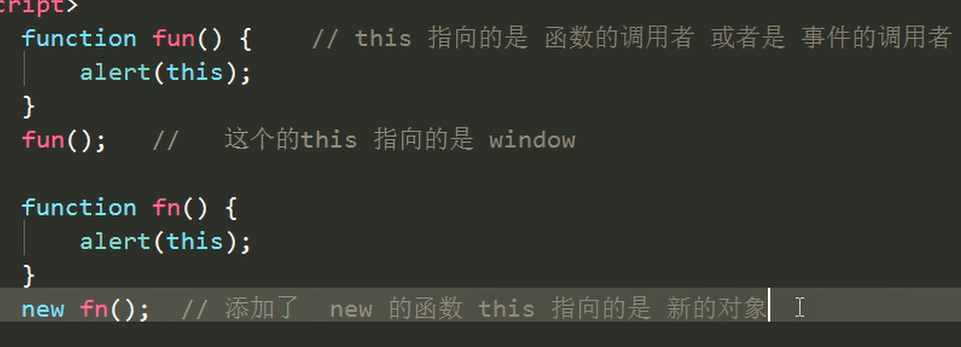 cript>
function fun() {    // this 指向的是 函数的调用者 或者是 事件的调用者
    alert(this);
}
fun();   //   这个的this 指向的是 window
function fn() {
    alert(this);
}
new fn();  // 添加了  new 的函数 this 指向的是 新的对象